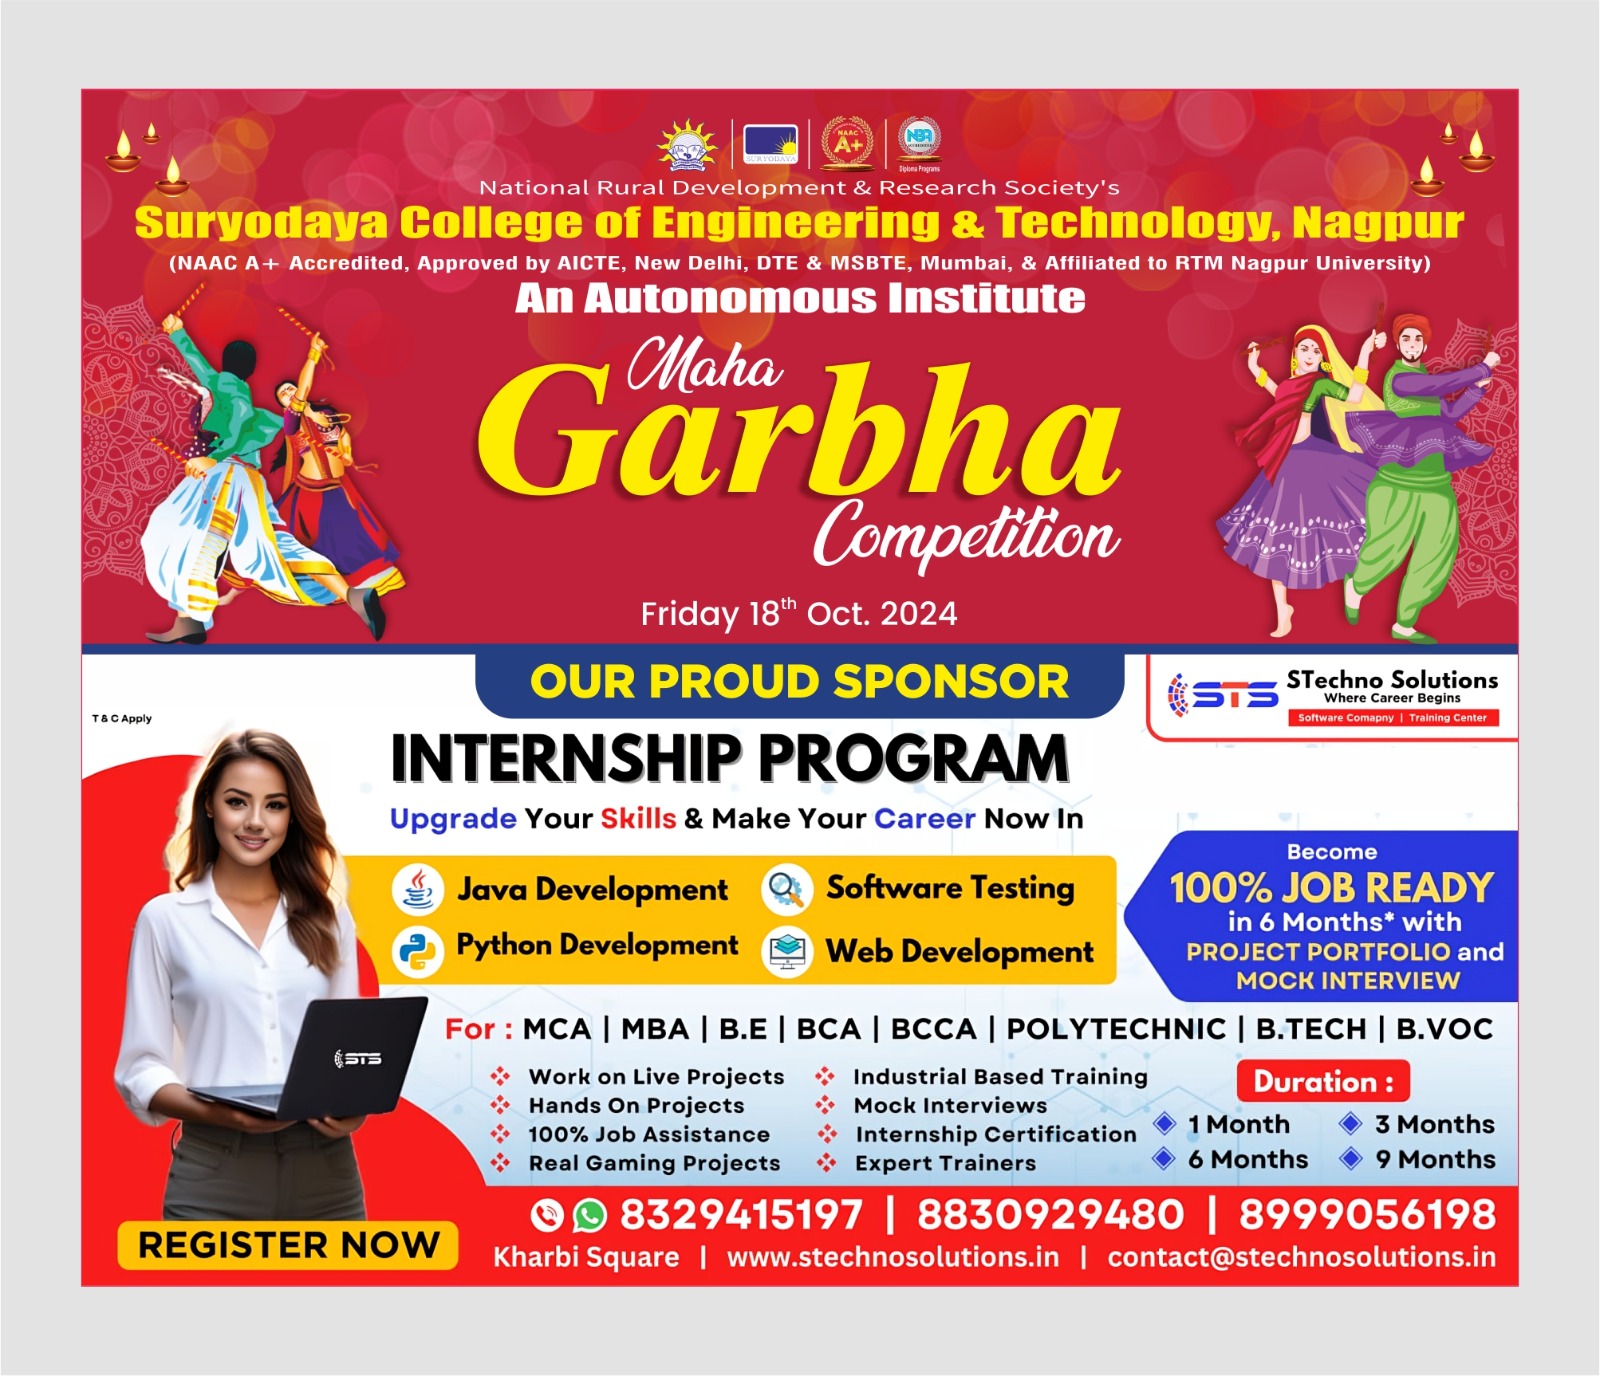 NAAC
A+
NBA
SURYODAYA
Diploma Programs
National Rural Development & Research Society's
Suryodaya College of Engineering & Technology, Nagpur
(NAAC A+ Accredited, Approved by AICTE, New Delhi, DTE & MSBTE, Mumbai, & Affiliated to RTM Nagpur University)
An Autonomous Institute
Maha
Garbha
Competition
Friday 18th Oct. 2024
OUR PROUD SPONSOR
STS
STechno Solutions
Where Career Begins
Software Comapny | Training Center
T & C Apply
INTERNSHIP PROGRAM
Upgrade Your Skills & Make Your Career Now In
Java Development
Software Testing
Python Development
Web Development
Become
100% JOB READY
in 6 Months* with
PROJECT PORTFOLIO and
MOCK INTERVIEW
For : MCA | MBA | B.E | BCA | BCCA | POLYTECHNIC | B.TECH | B.VOC
Work on Live Projects
Hands On Projects
100% Job Assistance
Real Gaming Projects
Industrial Based Training
Mock Interviews
Internship Certification
Expert Trainers
Duration :
1 Month
3 Months
6 Months
9 Months
STS
REGISTER NOW
8329415197 | 8830929480 | 8999056198
Kharbi Square | www.stechnosolutions.in | contact@stechnosolutions.in